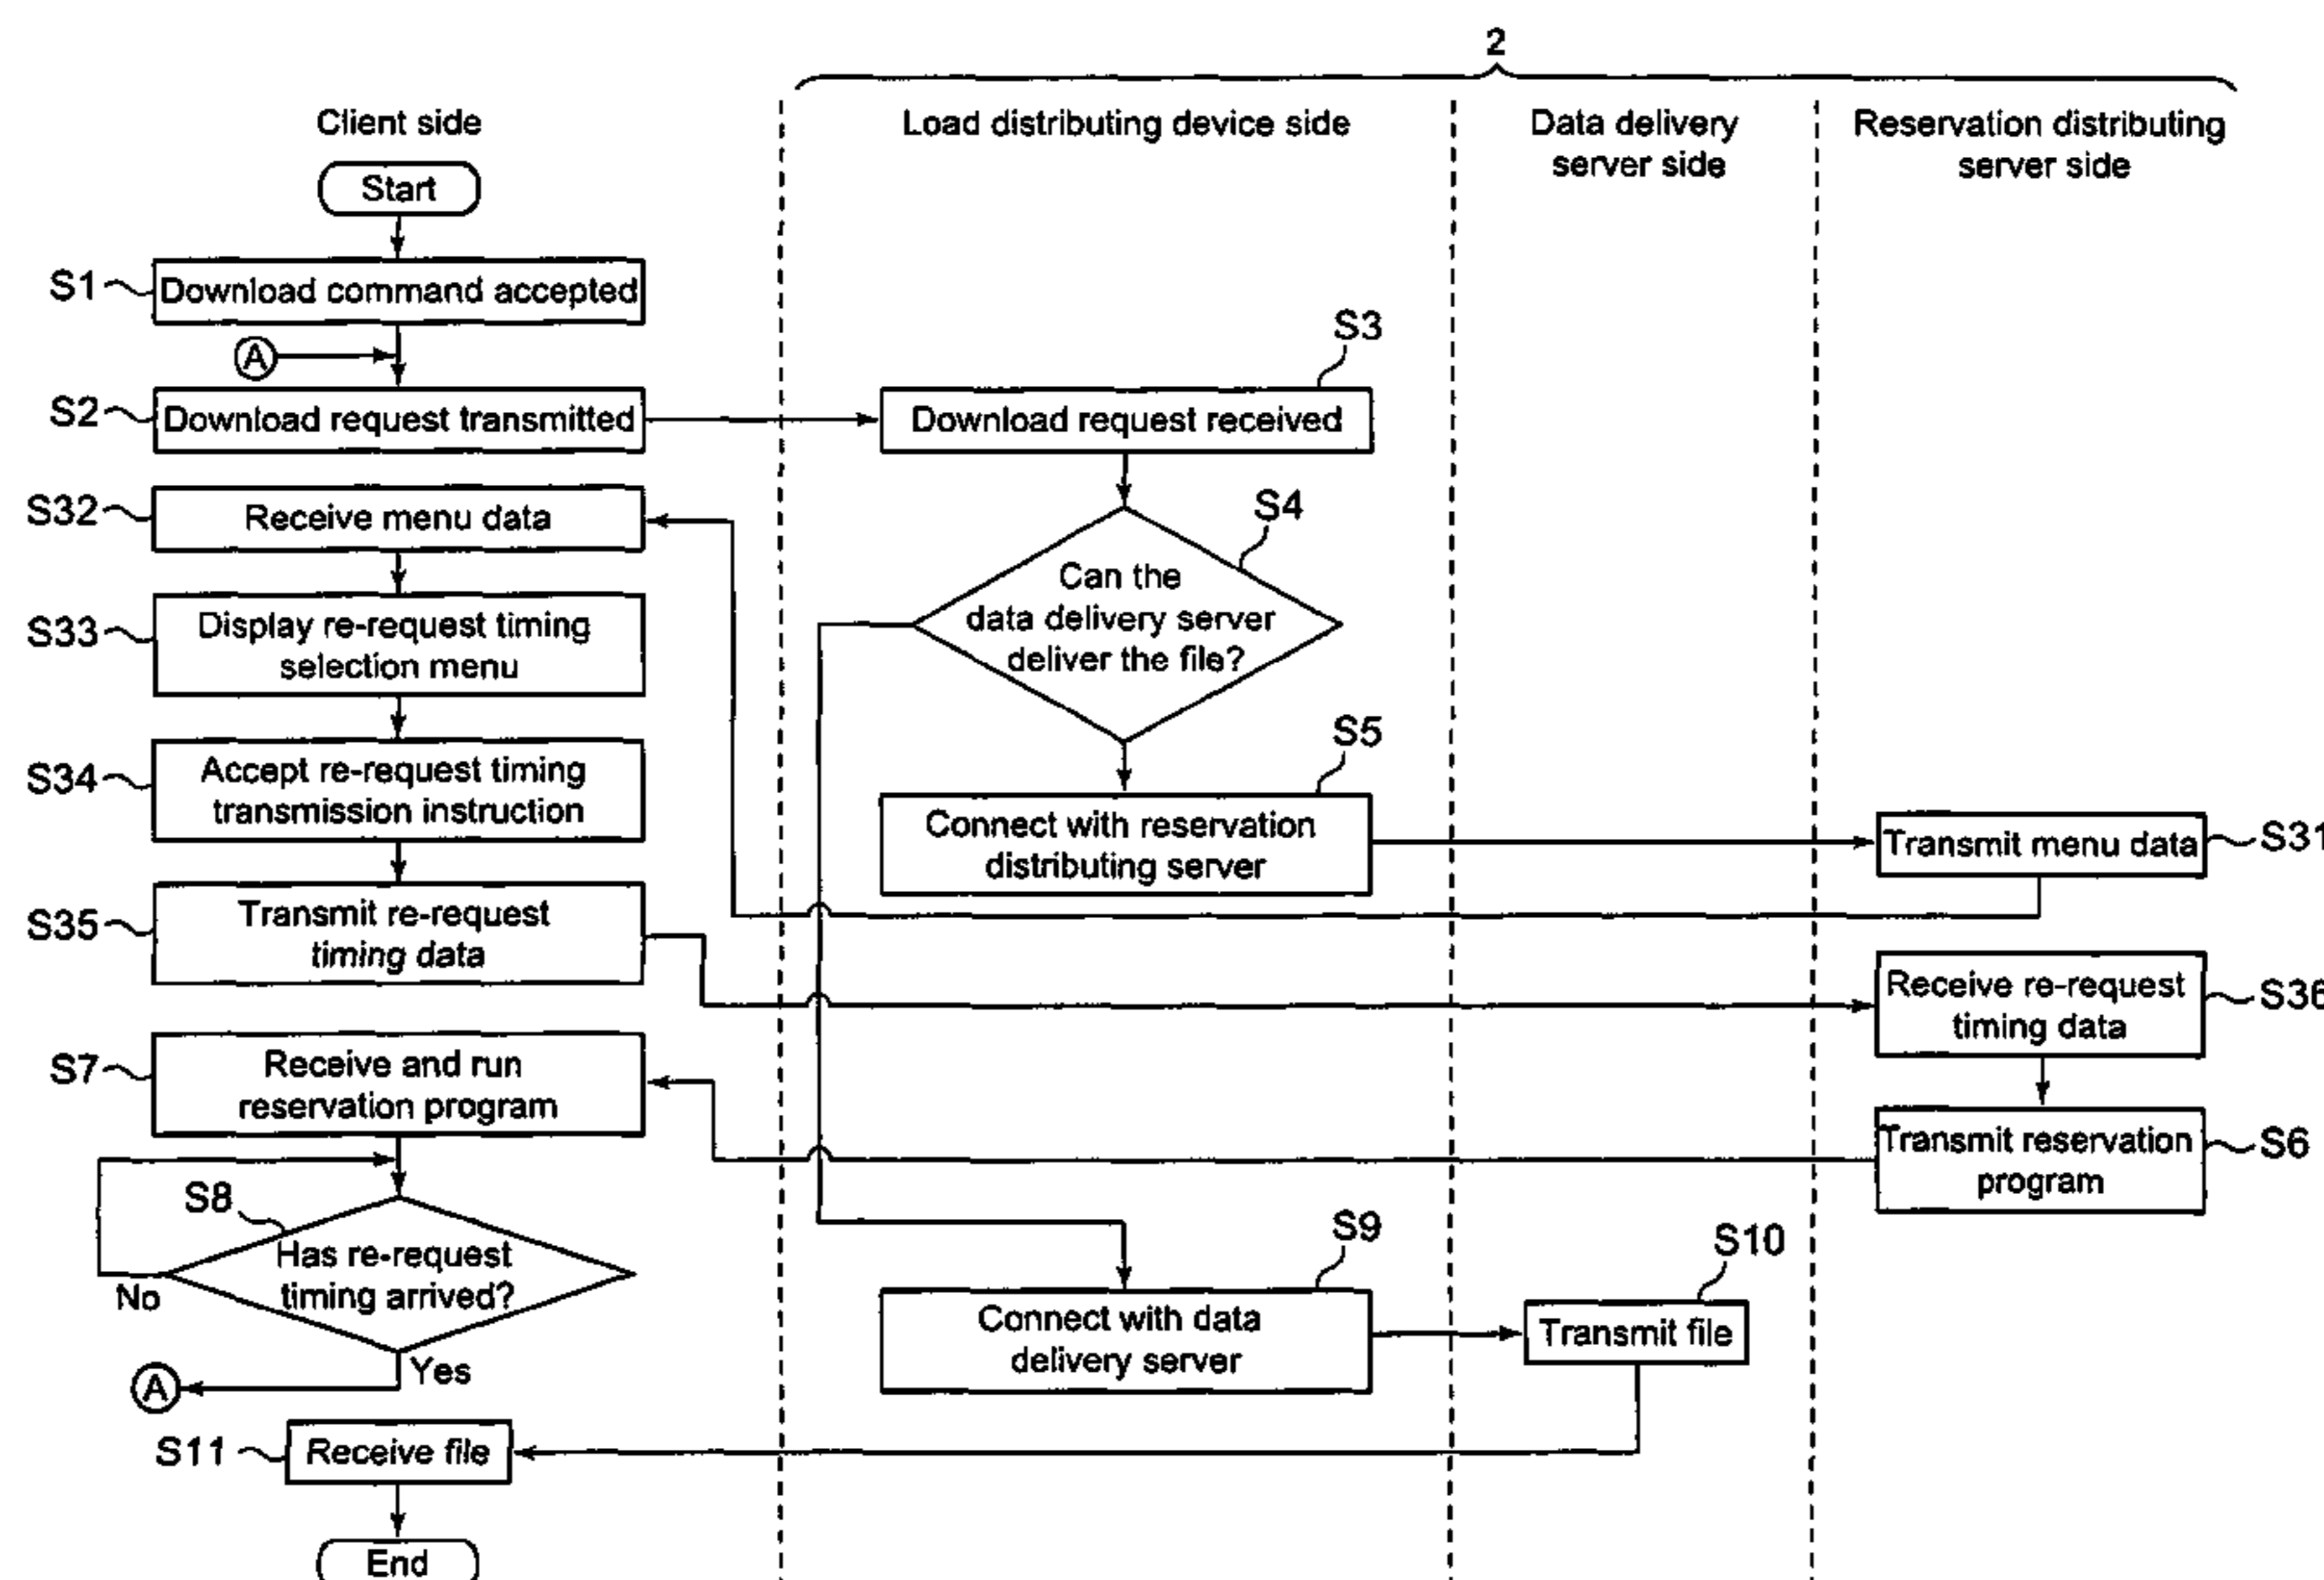 2
Client side
Load distributing device side
Data delivery
server side
Reservation distributing
server side
Start
S1
Download command accepted
A
S2
Download request transmitted
S3
Download request received
S32
Receive menu data
S4
Can the
data delivery server
deliver the file?
S33
Display re-request timing
selection menu
S34
Accept re-request timing
transmission instruction
S5
Connect with reservation
distributing server
Transmit menu data
S31
S35
Transmit re-request
timing data
Receive re-request
timing data
S36
S7
Receive and run
reservation program
Transmit reservation
program
S6
S8
Has re-request
timing arrived?
No
Yes
A
S9
Connect with data
delivery server
S10
Transmit file
S11
Receive file
End